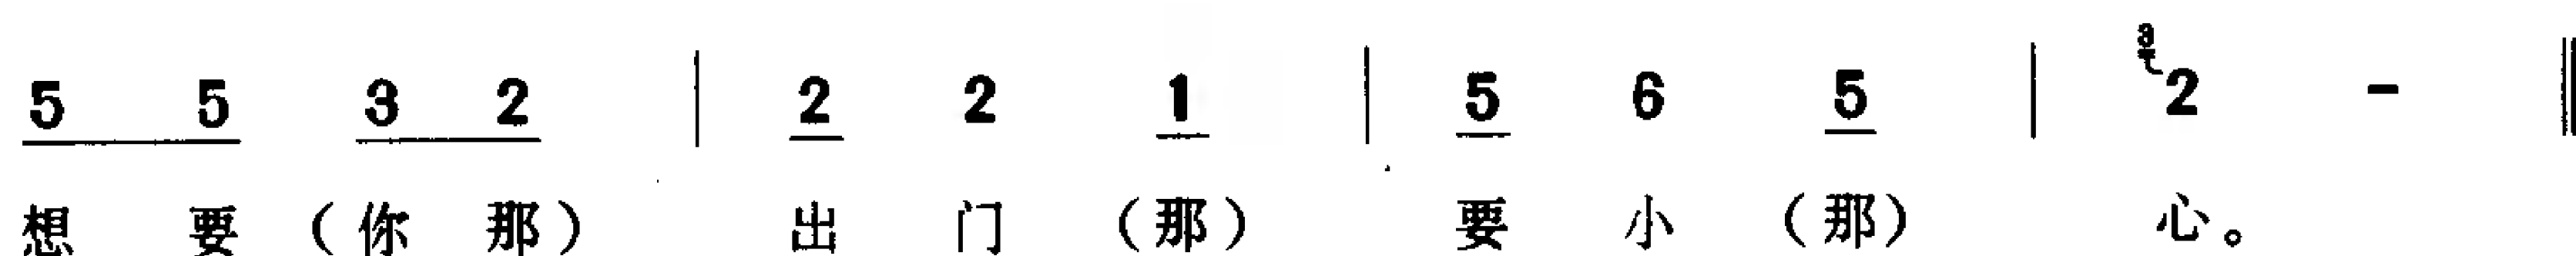 5 5 3 2 | 2 2 1 | 5 6 5 | 3 2 - ‖
想 要（你 那） 出 门（那） 要 小（那） 心。